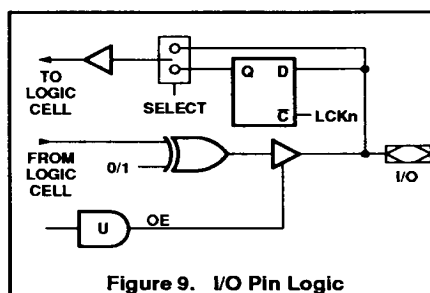 TO
LOGIC
CELL
SELECT
Q D
C̅
LCKn
FROM
LOGIC
CELL
0/1
I/O
U
OE
Figure 9. I/O Pin Logic